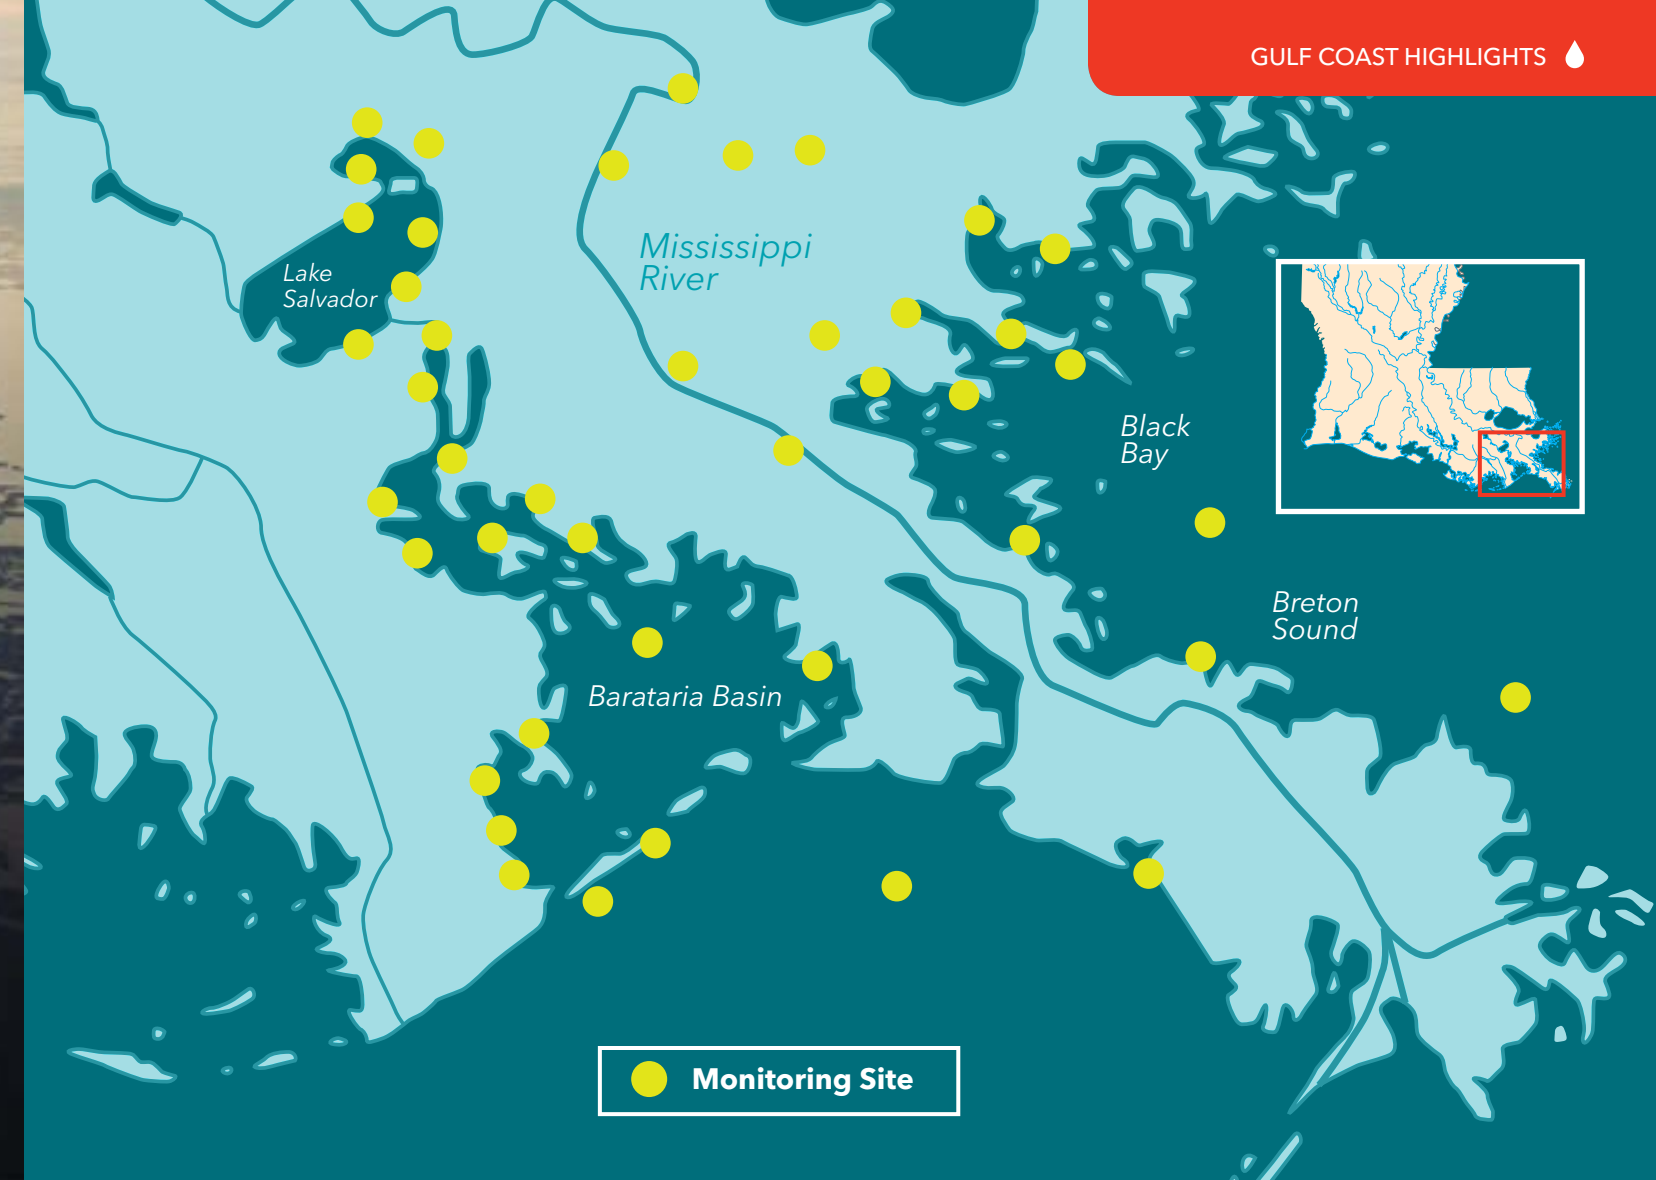 GULF COAST HIGHLIGHTS
Mississippi
River
Lake
Salvador
Black
Bay
Breton
Sound
Barataria Basin
Monitoring Site